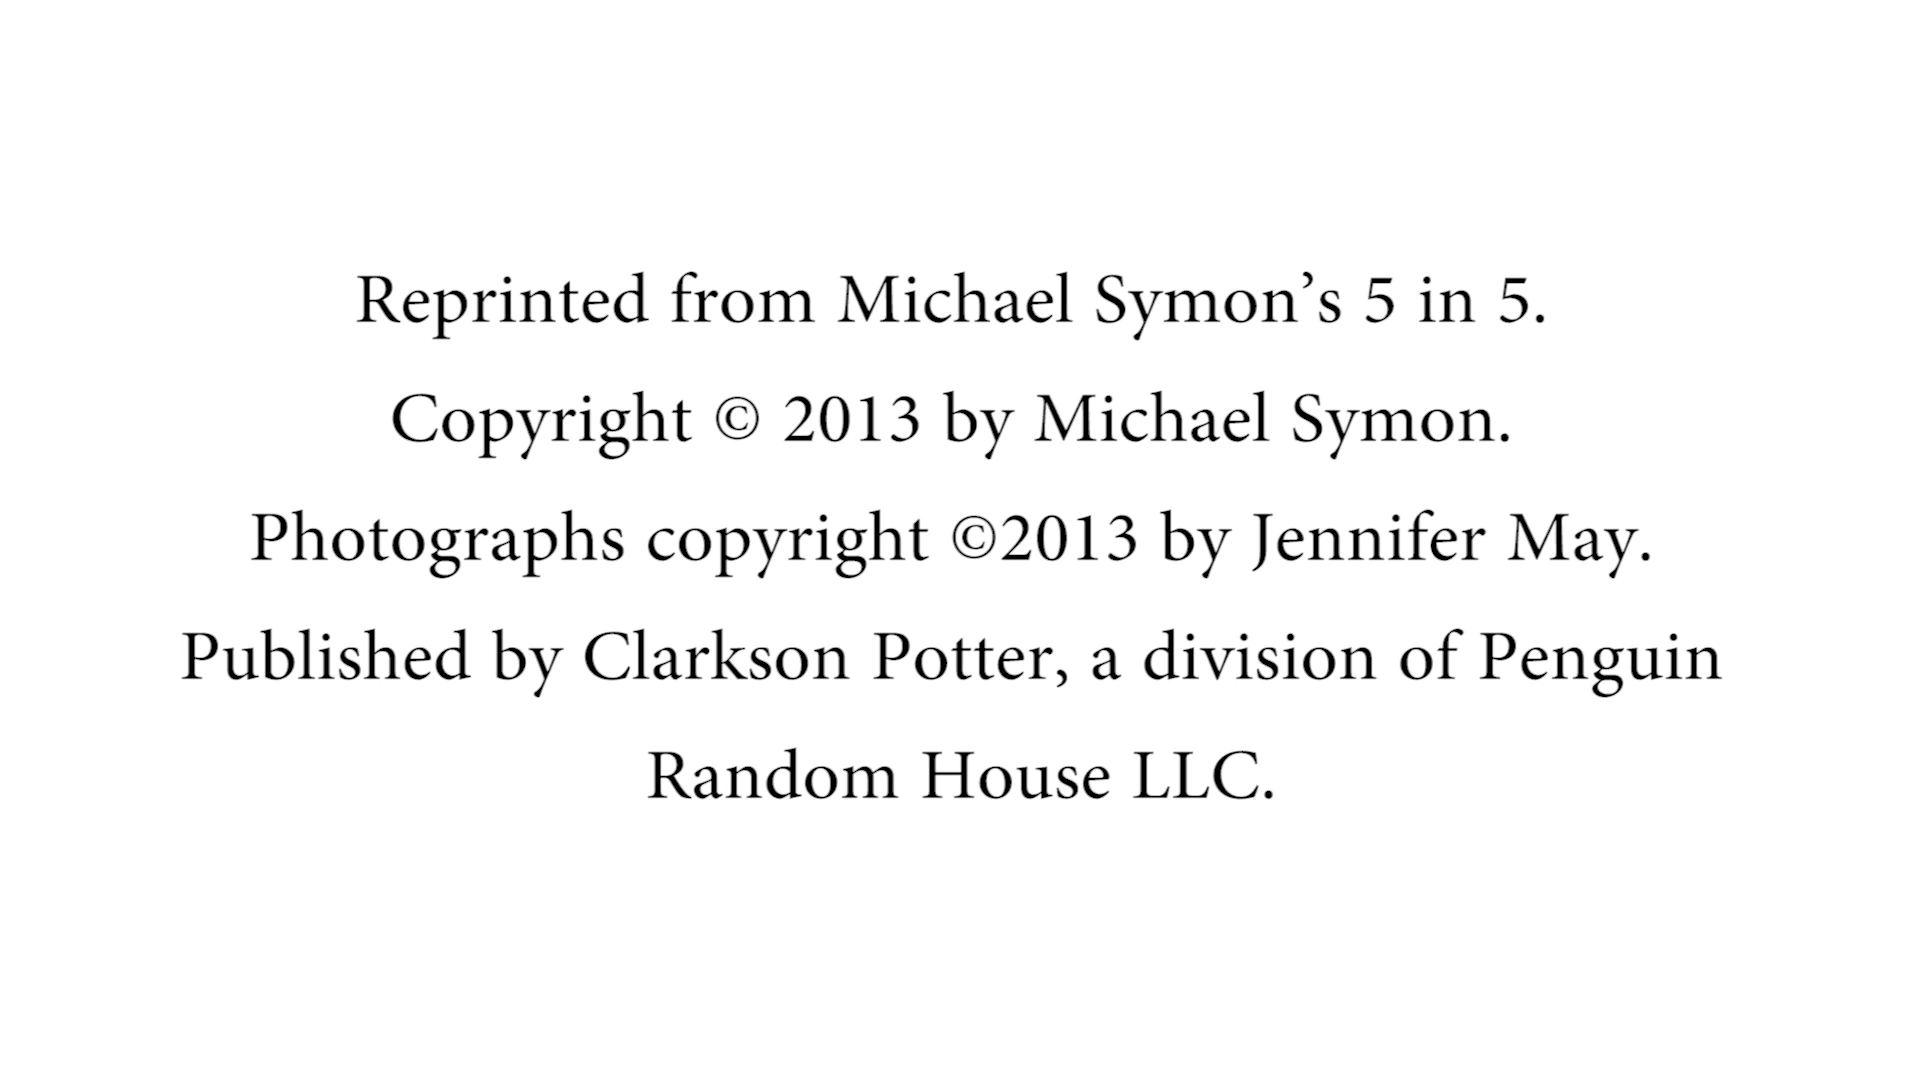 Reprinted from Michael Symon’s 5 in 5.
Copyright © 2013 by Michael Symon.
Photographs copyright ©2013 by Jennifer May.
Published by Clarkson Potter, a division of Penguin
Random House LLC.